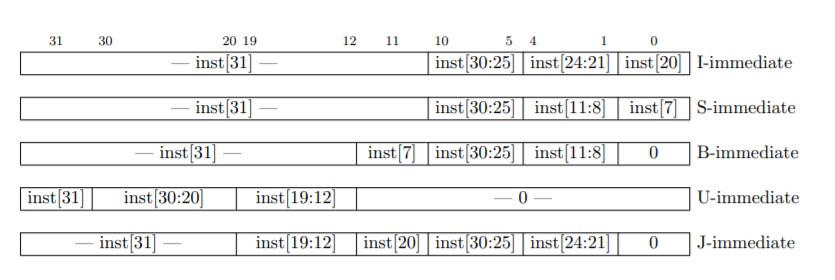 31 30 20 19 12 11 10 5 4 1 0
— inst[31] — inst[30:25] inst[24:21] inst[20] I-immediate
— inst[31] — inst[30:25] inst[11:8] inst[7] S-immediate
— inst[31] — inst[7] inst[30:25] inst[11:8] 0 B-immediate
inst[31] inst[30:20] inst[19:12] — 0 — U-immediate
— inst[31] — inst[19:12] inst[20] inst[30:25] inst[24:21] 0 J-immediate